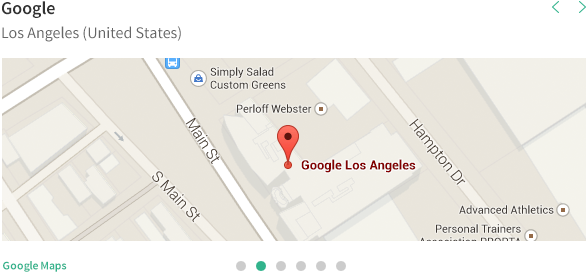 Google
Los Angeles (United States)
Simply Salad
Custom Greens
Perloff Webster
Main St
Hampton Dr
Google Los Angeles
S Main St
Advanced Athletics
Personal Trainers
Association PROPTA
Google Maps